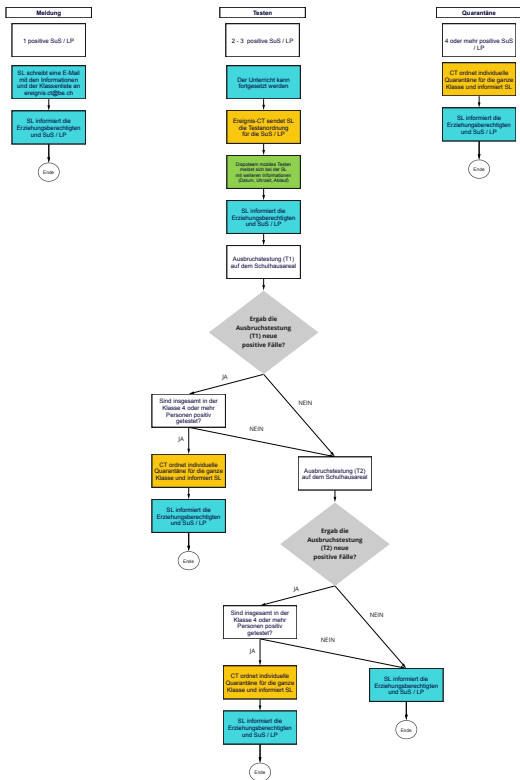 Meldung
1 positive SuS / LP
SL schreibt eine E-Mail
mit den Informationen
und der Klassenliste an
ereignis.ct@be.ch
SL informiert die
Erziehungsberechtigten
und SuS / LP
Ende
Testen
2 - 3 positive SuS / LP
Der Unterricht kann
fortgesetzt werden
Ereignis-CT sendet SL
die Testanordnung
für die SuS / LP
Dispoteam mobiles Testen
meldet sich bei der SL
mit weiteren Informationen
(Datum, Uhrzeit, Ablauf)
SL informiert die
Erziehungsberechtigten
und SuS / LP
Ausbruchstestung (T1)
auf dem Schulhausareal
Ergab die
Ausbruchstestung
(T1) neue
positive Fälle?
JA
NEIN
Sind insgesamt in der
Klasse 4 oder mehr
Personen positiv
getestet?
NEIN
JA
CT ordnet individuelle
Quarantäne für die ganze
Klasse und informiert SL
SL informiert die
Erziehungsberechtigten
und SuS / LP
Ende
Ausbruchstestung (T2)
auf dem Schulhausareal
Ergab die
Ausbruchstestung
(T2) neue
positive Fälle?
JA
NEIN
Sind insgesamt in der
Klasse 4 oder mehr
Personen positiv
getestet?
NEIN
JA
CT ordnet individuelle
Quarantäne für die ganze
Klasse und informiert SL
SL informiert die
Erziehungsberechtigten
und SuS / LP
Ende
SL informiert die
Erziehungsberechtigten
und SuS / LP
Ende
Quarantäne
4 oder mehr positive SuS
/ LP
CT ordnet individuelle
Quarantäne für die ganze
Klasse und informiert SL
SL informiert die
Erziehungsberechtigten
und SuS / LP
Ende